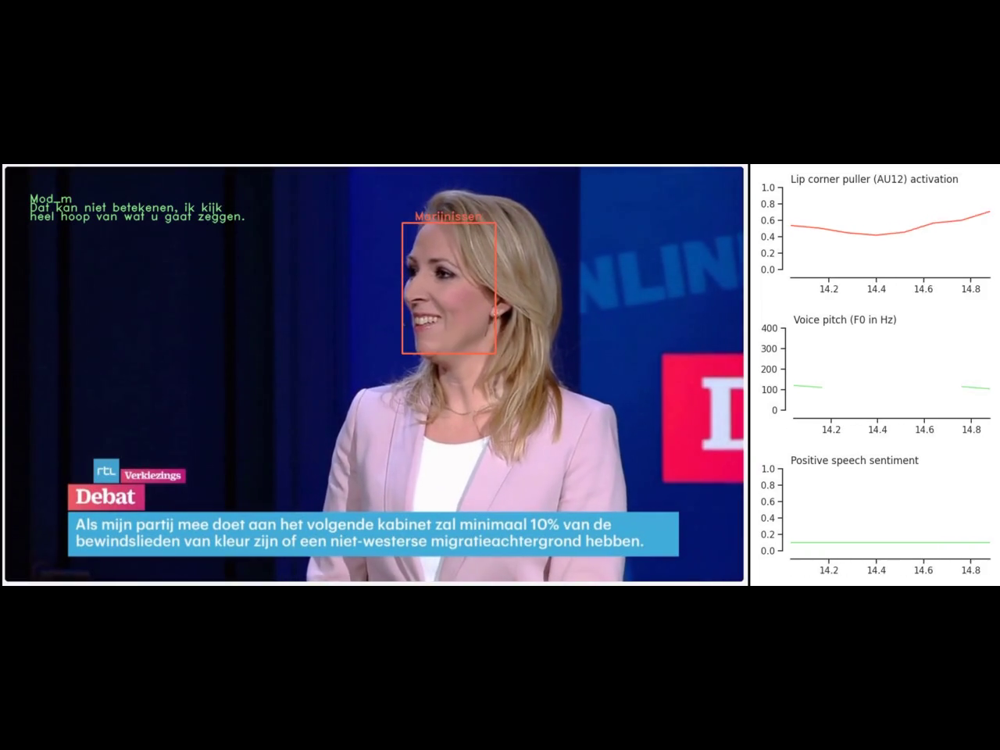 Mod_m
Dat kan niet betekenen, ik kijk
heel hoop van wat u gaat zeggen.
Marijnissen
NLIN
D
rtl
Verkiezings
Debat
Als mijn partij mee doet aan het volgende kabinet zal minimaal 10% van de
bewindslieden van kleur zijn of een niet-westerse migratieachtergrond hebben.
Lip corner puller (AU12) activation
1.0
0.8
0.6
0.4
0.2
0.0
14.2 14.4 14.6 14.8
Voice pitch (F0 in Hz)
400
300
200
100
0
14.2 14.4 14.6 14.8
Positive speech sentiment
1.0
0.8
0.6
0.4
0.2
0.0
14.2 14.4 14.6 14.8